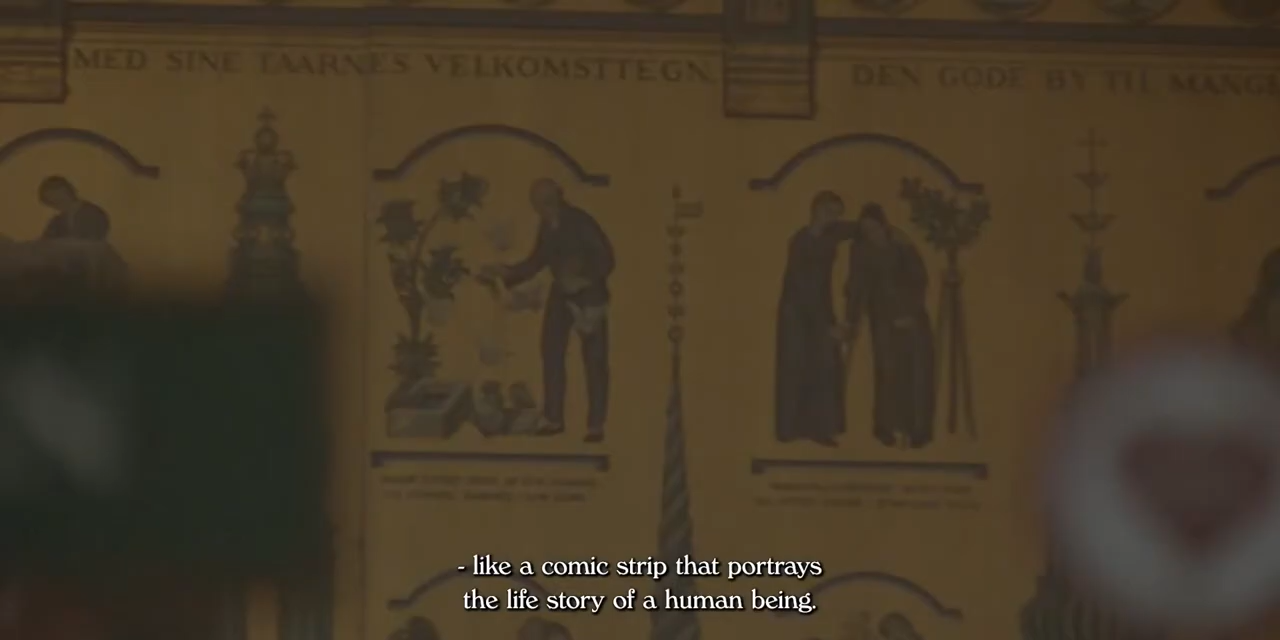 MED SINE TAARNES VELKOMSTTEGN
DEN GODE BY TIL MANGE
- like a comic strip that portrays
the life story of a human being.